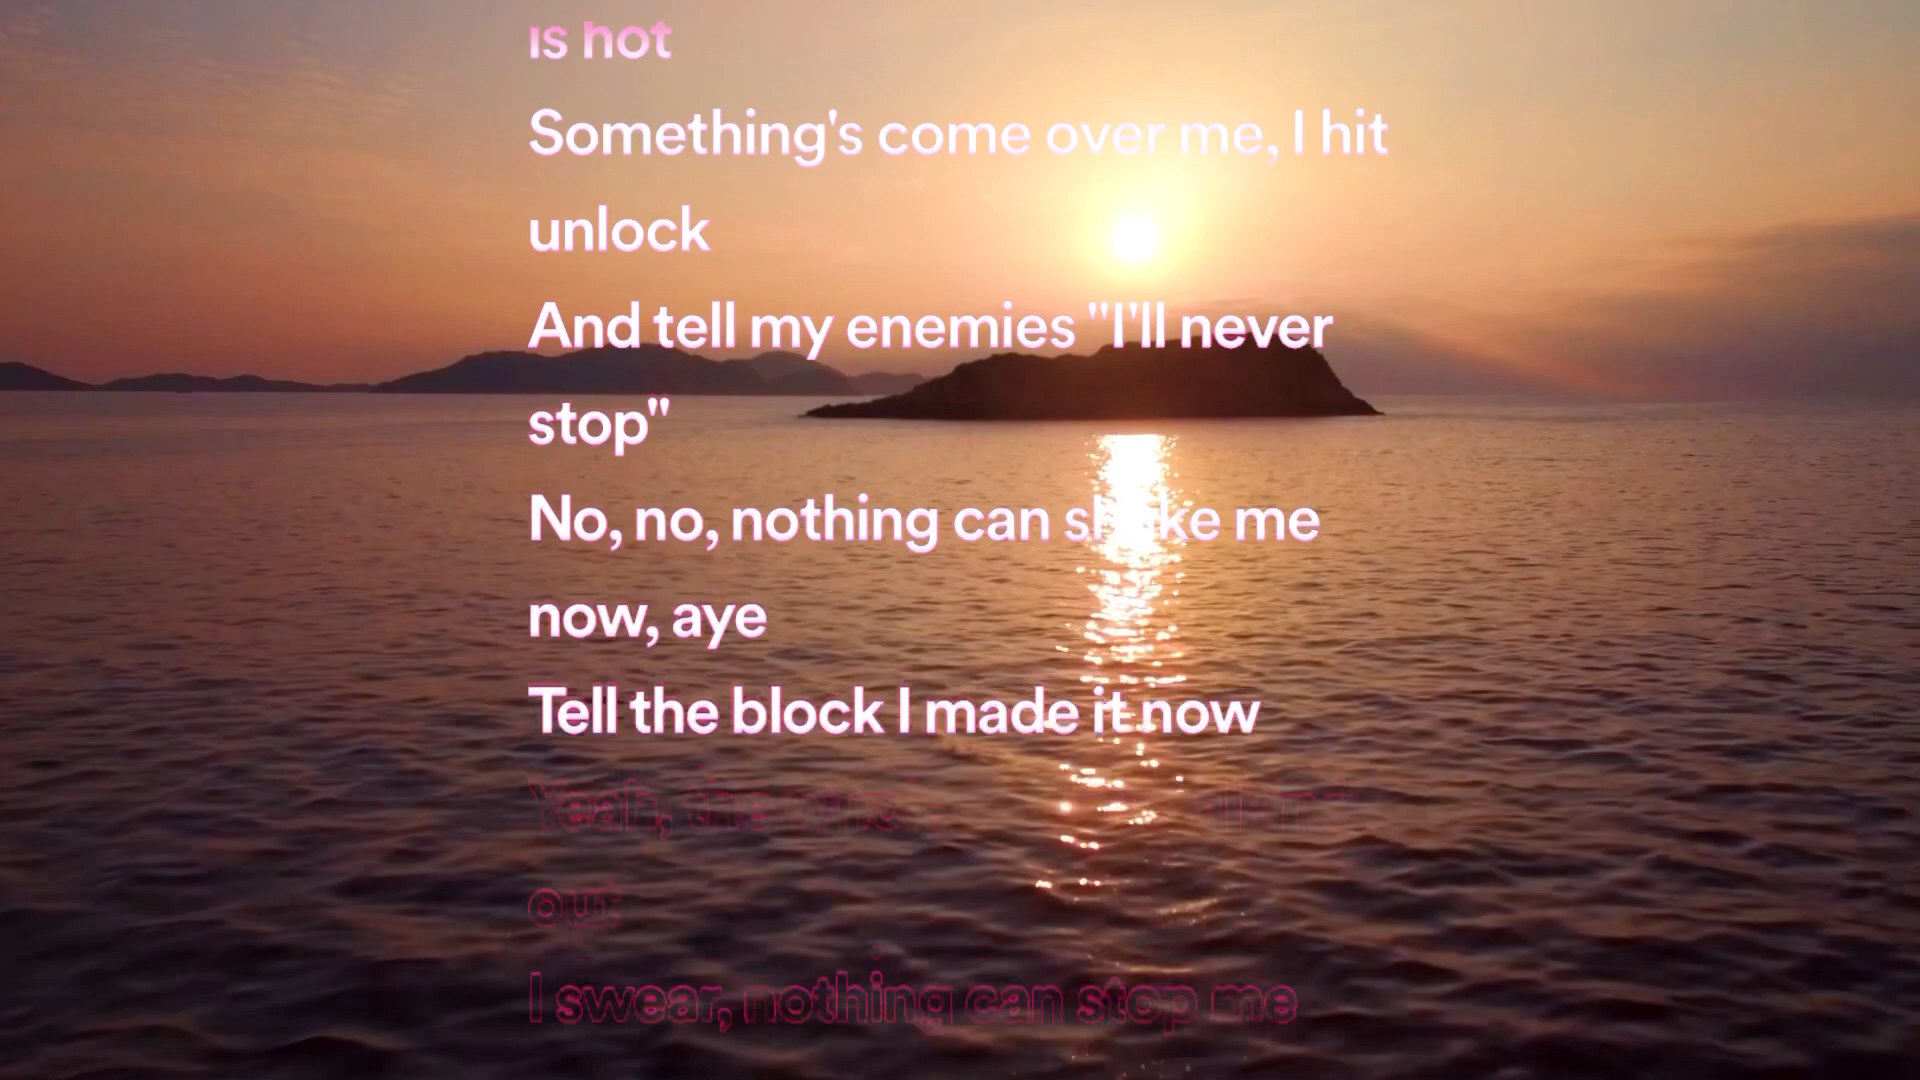 is hot
Something's come over me, I hit
unlock
And tell my enemies "I'll never
stop"
No, no, nothing can shake me
now, aye
Tell the block I made it now
Yeah, the
out
I swear, nothing can stop me